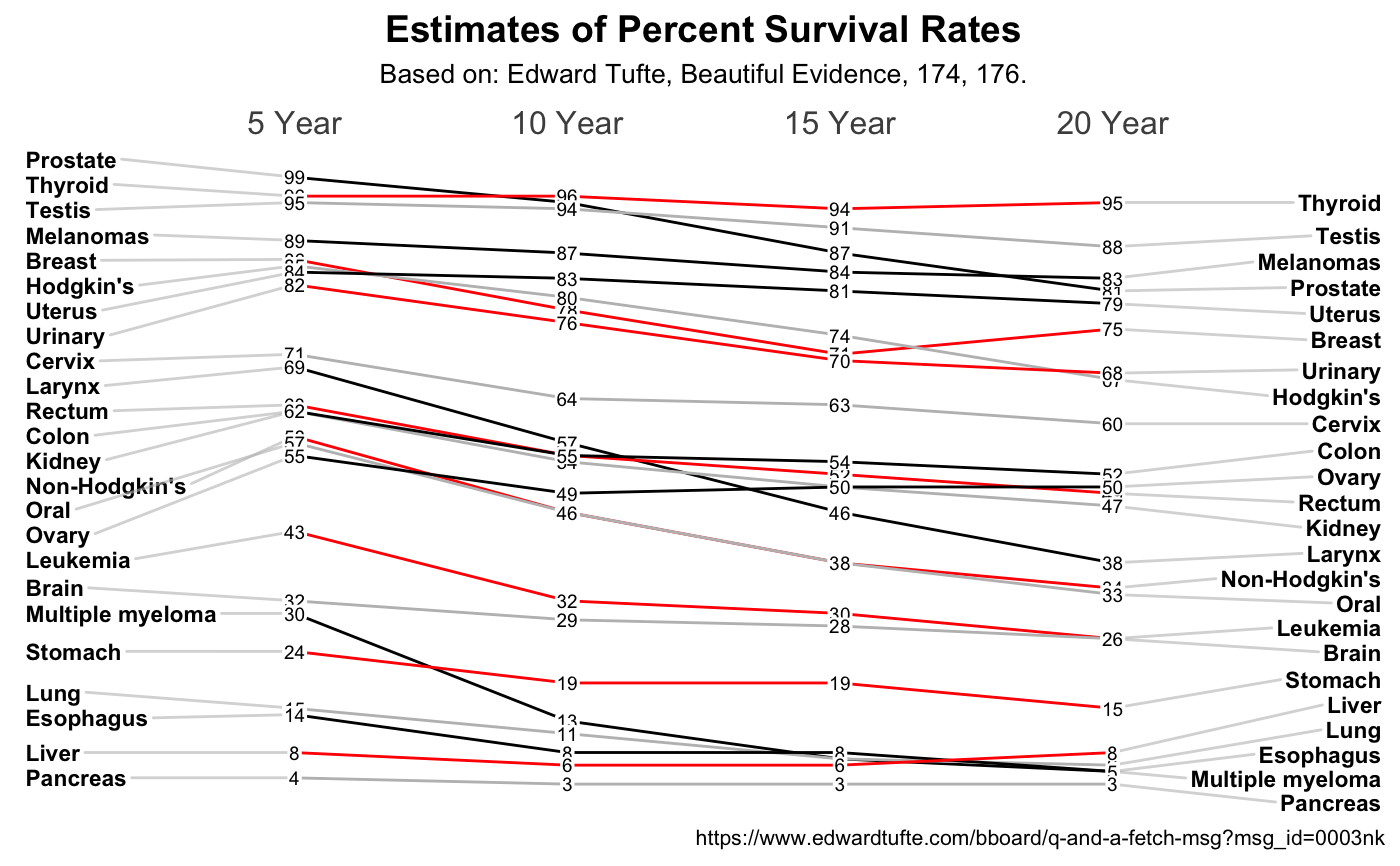 Estimates of Percent Survival Rates
Based on: Edward Tufte, Beautiful Evidence, 174, 176.
5 Year 10 Year 15 Year 20 Year
Prostate 99
Thyroid 96 94 95 Thyroid
Testis 95 94 91 88 Testis
Melanomas 89 87 84 83 Melanomas
Breast
87 Prostate
Hodgkin's 84 83 81 79 Uterus
Uterus 80 74 75 Breast
Urinary 82 76 70 68 Urinary
Hodgkin's
Cervix 71 64 63 60 Cervix
Larynx 69 57
Rectum
Colon 62 55 54 52 Colon
Kidney
Non-Hodgkin's 57
Oral
Ovary 55 49 50 50 Ovary
Rectum
47 Kidney
46 46 38 Larynx
38 Non-Hodgkin's
33 Oral
Leukemia 43 32 30 26 Leukemia
Brain 32 29 28 Brain
Multiple myeloma 30 13
Stomach 24 19 19 15 Stomach
Lung 11
Esophagus 14 8 8
Liver 8 6 6 8 Liver
Lung
Esophagus
5 Multiple myeloma
Pancreas 4 3 3 3 Pancreas
https://www.edwardtufte.com/bboard/q-and-a-fetch-msg?msg_id=0003nk